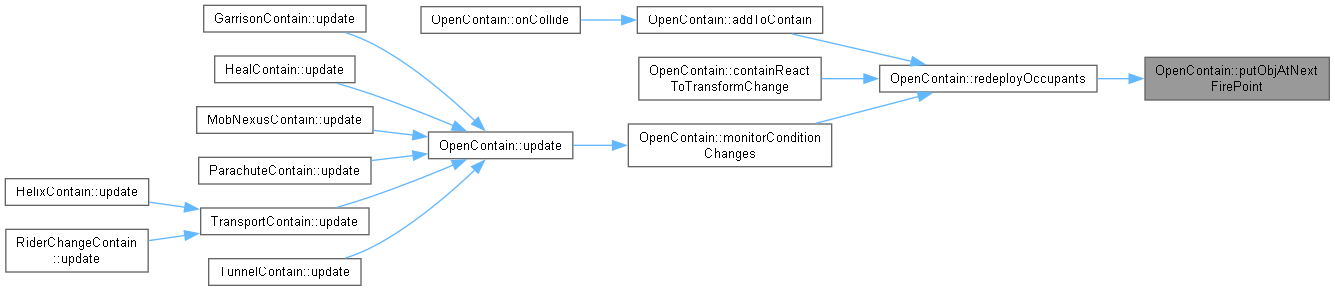 GarrisonContain::update
OpenContain::onCollide
OpenContain::addToContain
HealContain::update
OpenContain::containReact
ToTransformChange
OpenContain::redeployOccupants
OpenContain::putObjAtNext
FirePoint
MobNexusContain::update
OpenContain::update
OpenContain::monitorCondition
Changes
ParachuteContain::update
HelixContain::update
TransportContain::update
RiderChangeContain
::update
TunnelContain::update